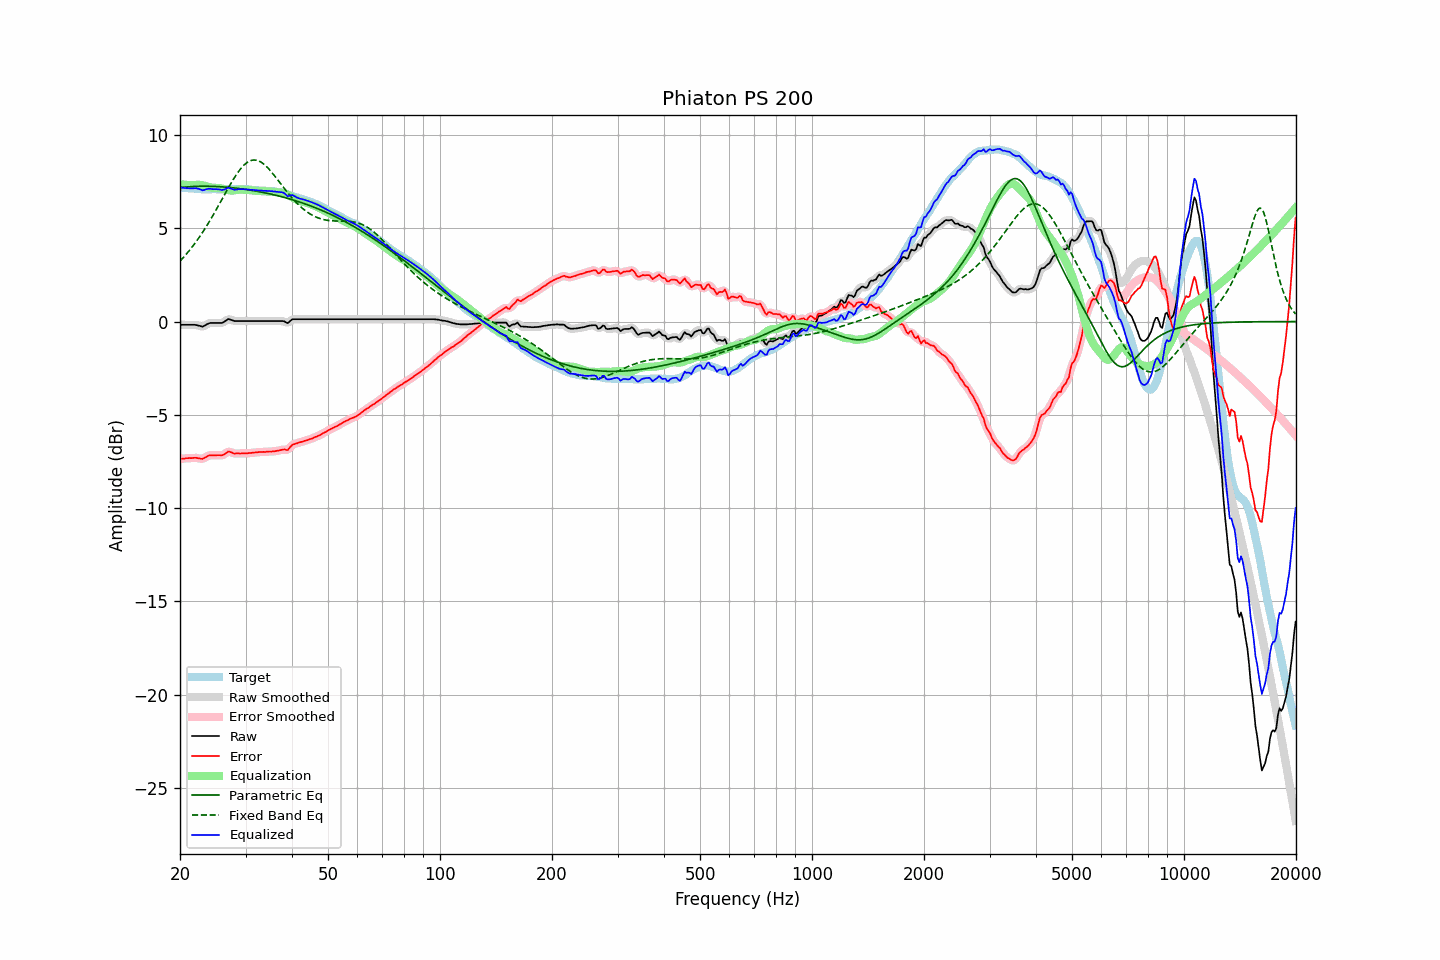 Phiaton PS 200
Amplitude (dBr)
10
5
0
−5
−10
−15
−20
−25
Target
Raw Smoothed
Error Smoothed
Raw
Error
Equalization
Parametric Eq
Fixed Band Eq
Equalized
20
50
100
200
500
1000
2000
5000
10000
20000
Frequency (Hz)